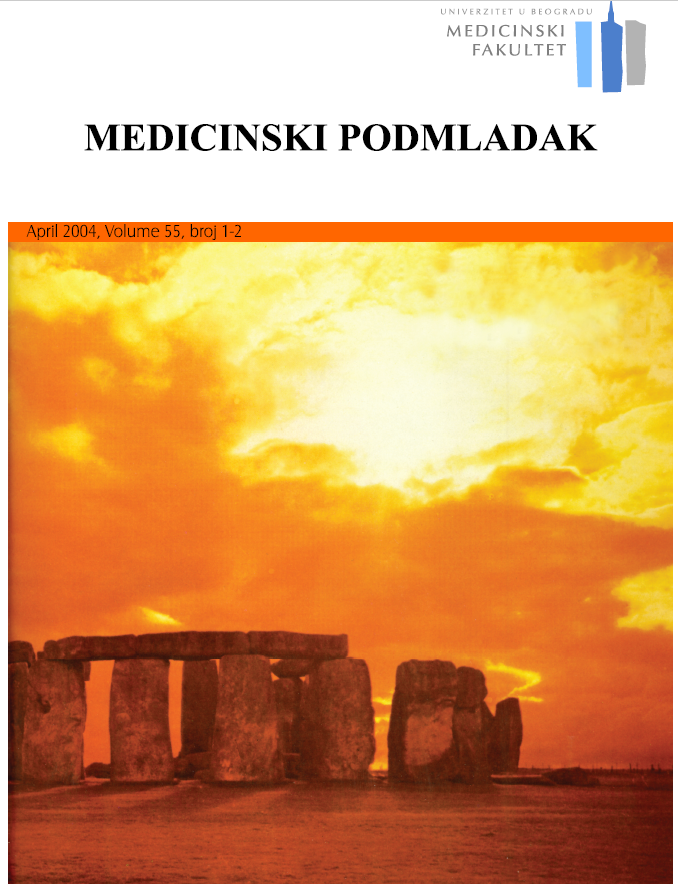 UNIVERZITET U BEOGRADU
MEDICINSKI
FAKULTET
MEDICINSKI PODMLADAK
April 2004, Volume 55, broj 1-2